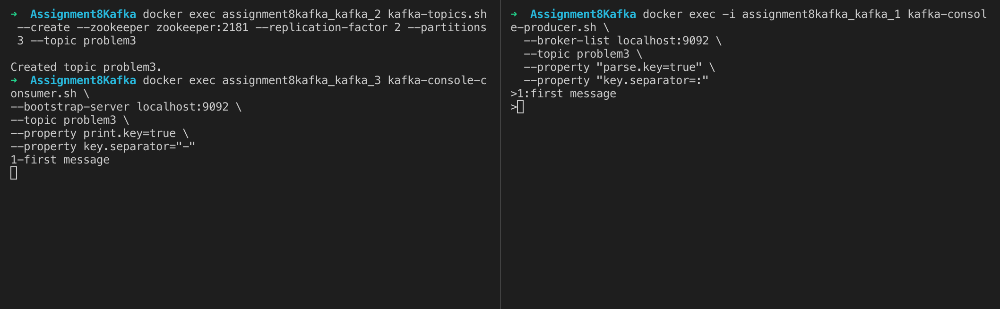 → Assignment8Kafka docker exec assignment8kafka_kafka_2 kafka-topics.sh
--create --zookeeper zookeeper:2181 --replication-factor 2 --partitions
3 --topic problem3
Created topic problem3.
→ Assignment8Kafka docker exec assignment8kafka_kafka_3 kafka-console-c
onsumer.sh \
--bootstrap-server localhost:9092 \
--topic problem3 \
--property print.key=true \
--property key.separator="-"
1-first message
→ Assignment8Kafka docker exec -i assignment8kafka_kafka_1 kafka-consol
e-producer.sh \
--broker-list localhost:9092 \
--topic problem3 \
--property "parse.key=true" \
--property "key.separator=:"
>1:first message
>